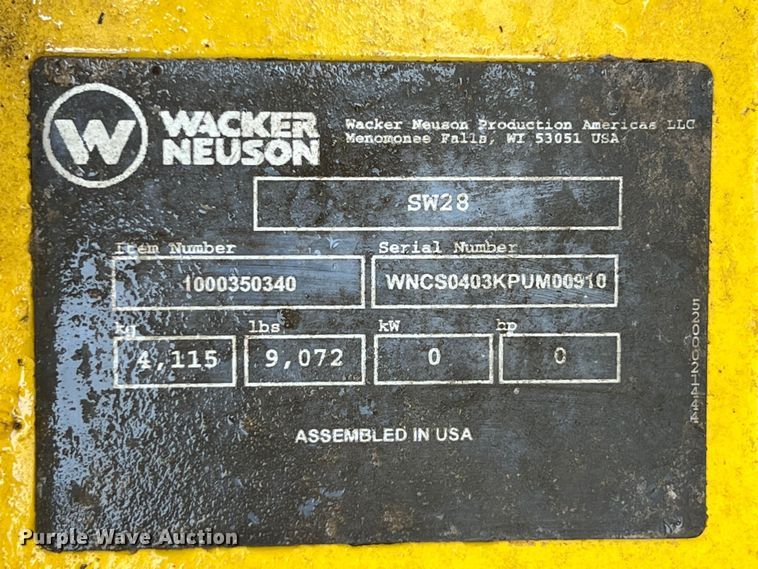 W WACKER
NEUSON
Wacker Neuson Production Americas LLC
Menomonee Falls, WI 53051 USA
SW28
Item Number Serial Number
1000350340 WNCS0403KPUM00910
kg lbs kW hp
4,115 9,072 0 0
ASSEMBLED IN USA
5200021444
Purple Wave Auction